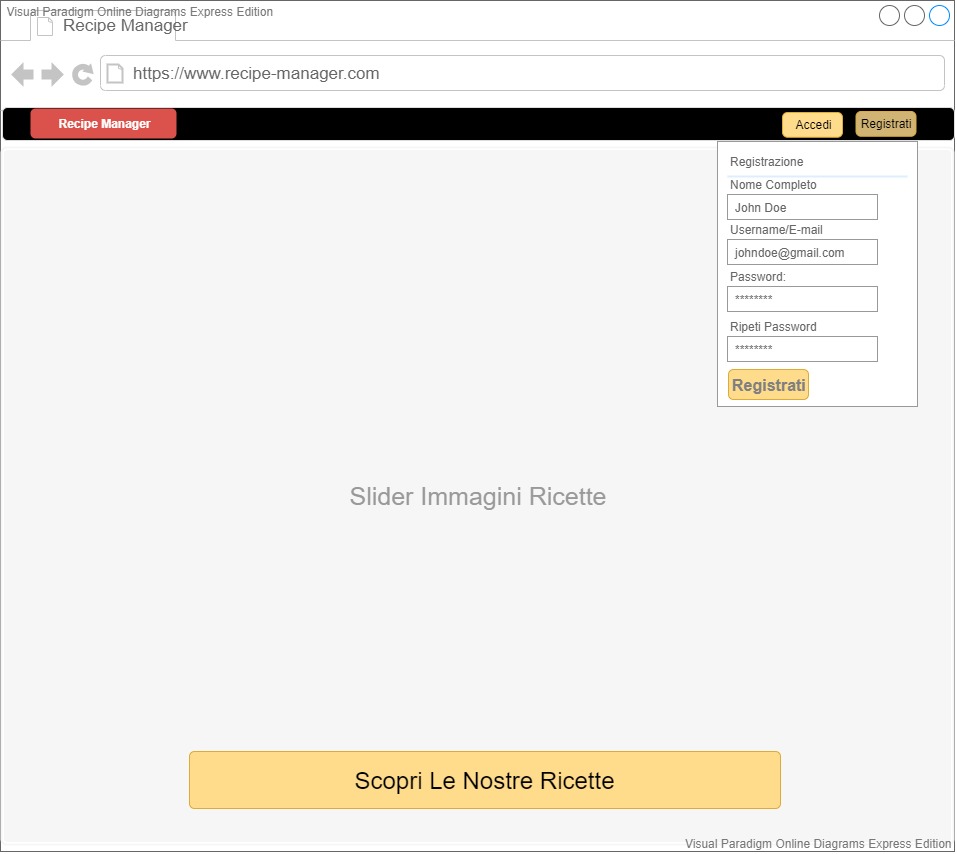 Visual Paradigm Online Diagrams Express Edition
Recipe Manager
https://www.recipe-manager.com
Recipe Manager
Accedi
Registrati
Registrazione
Nome Completo
John Doe
Username/E-mail
johndoe@gmail.com
Password:
********
Ripeti Password
********
Registrati
Slider Immagini Ricette
Scopri Le Nostre Ricette
Visual Paradigm Online Diagrams Express Edition